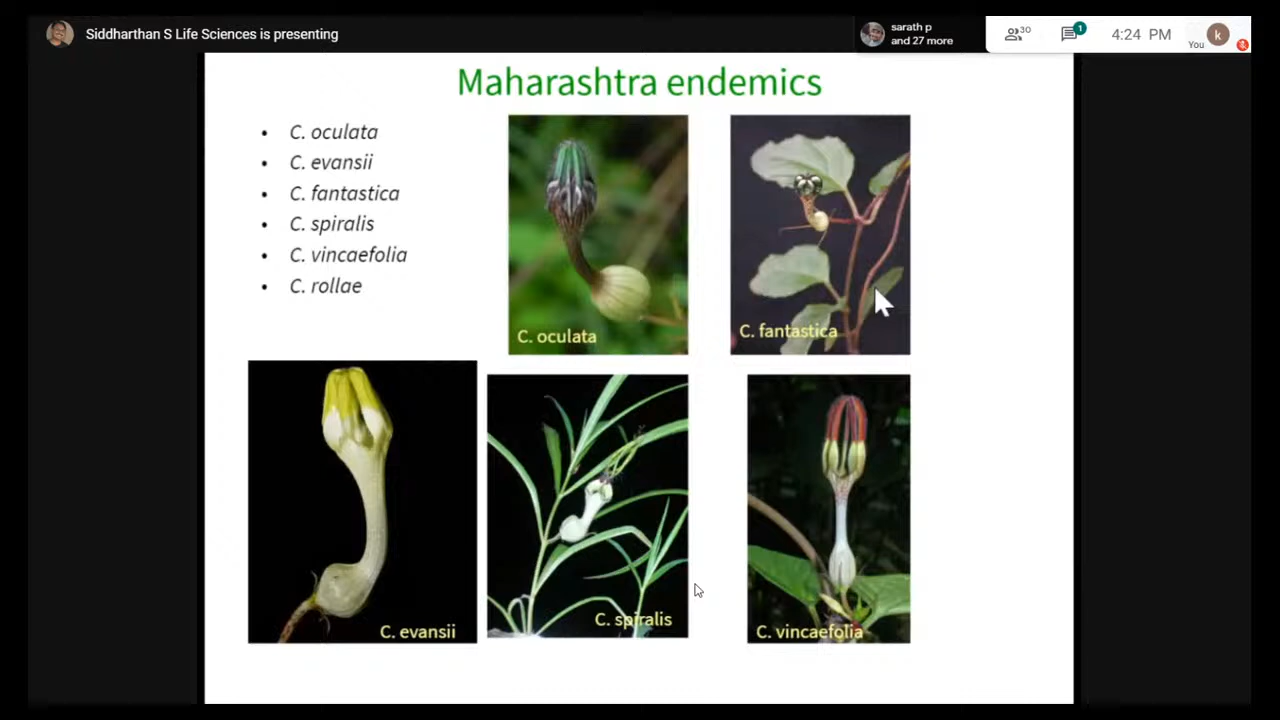 Siddharthan S Life Sciences is presenting
sarath p
and 27 more
30
1
4:24 PM
You
k
Maharashtra endemics
• C. oculata
• C. evansii
• C. fantastica
• C. spiralis
• C. vincaefolia
• C. rollae
C. oculata
C. fantastica
C. evansii
C. spiralis
C. vincaefolia